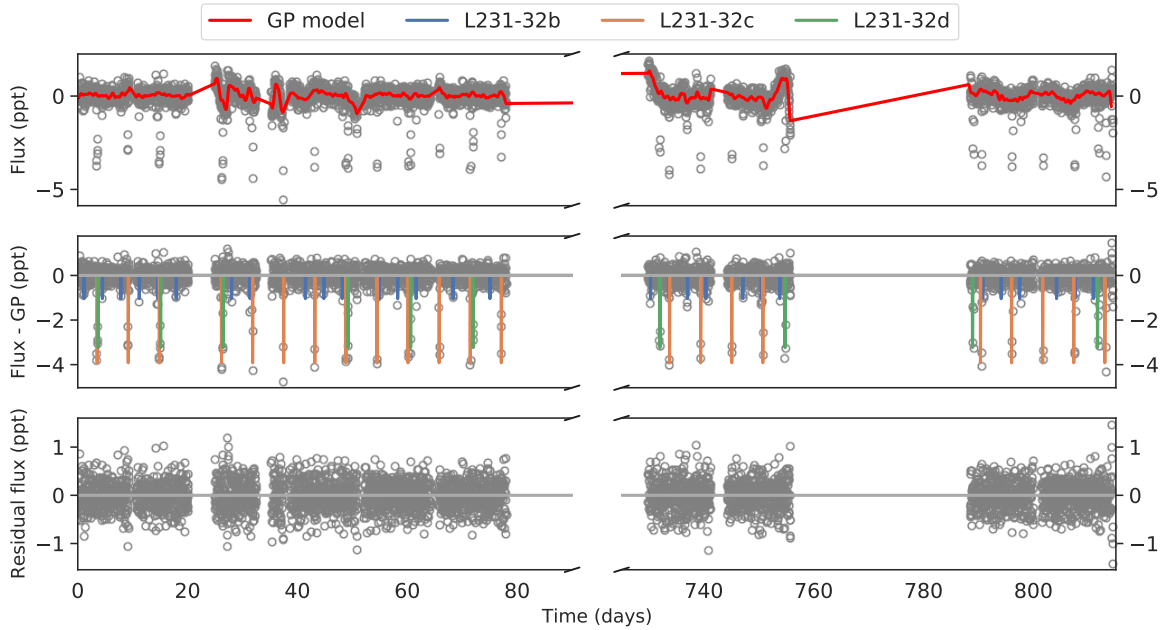 GP model L231-32b L231-32c L231-32d
Flux (ppt)
0
−5
0
−5
Flux - GP (ppt)
0
−2
−4
0
−2
−4
Residual flux (ppt)
1
0
−1
1
0
−1
0 20 40 60 80 740 760 780 800
Time (days)